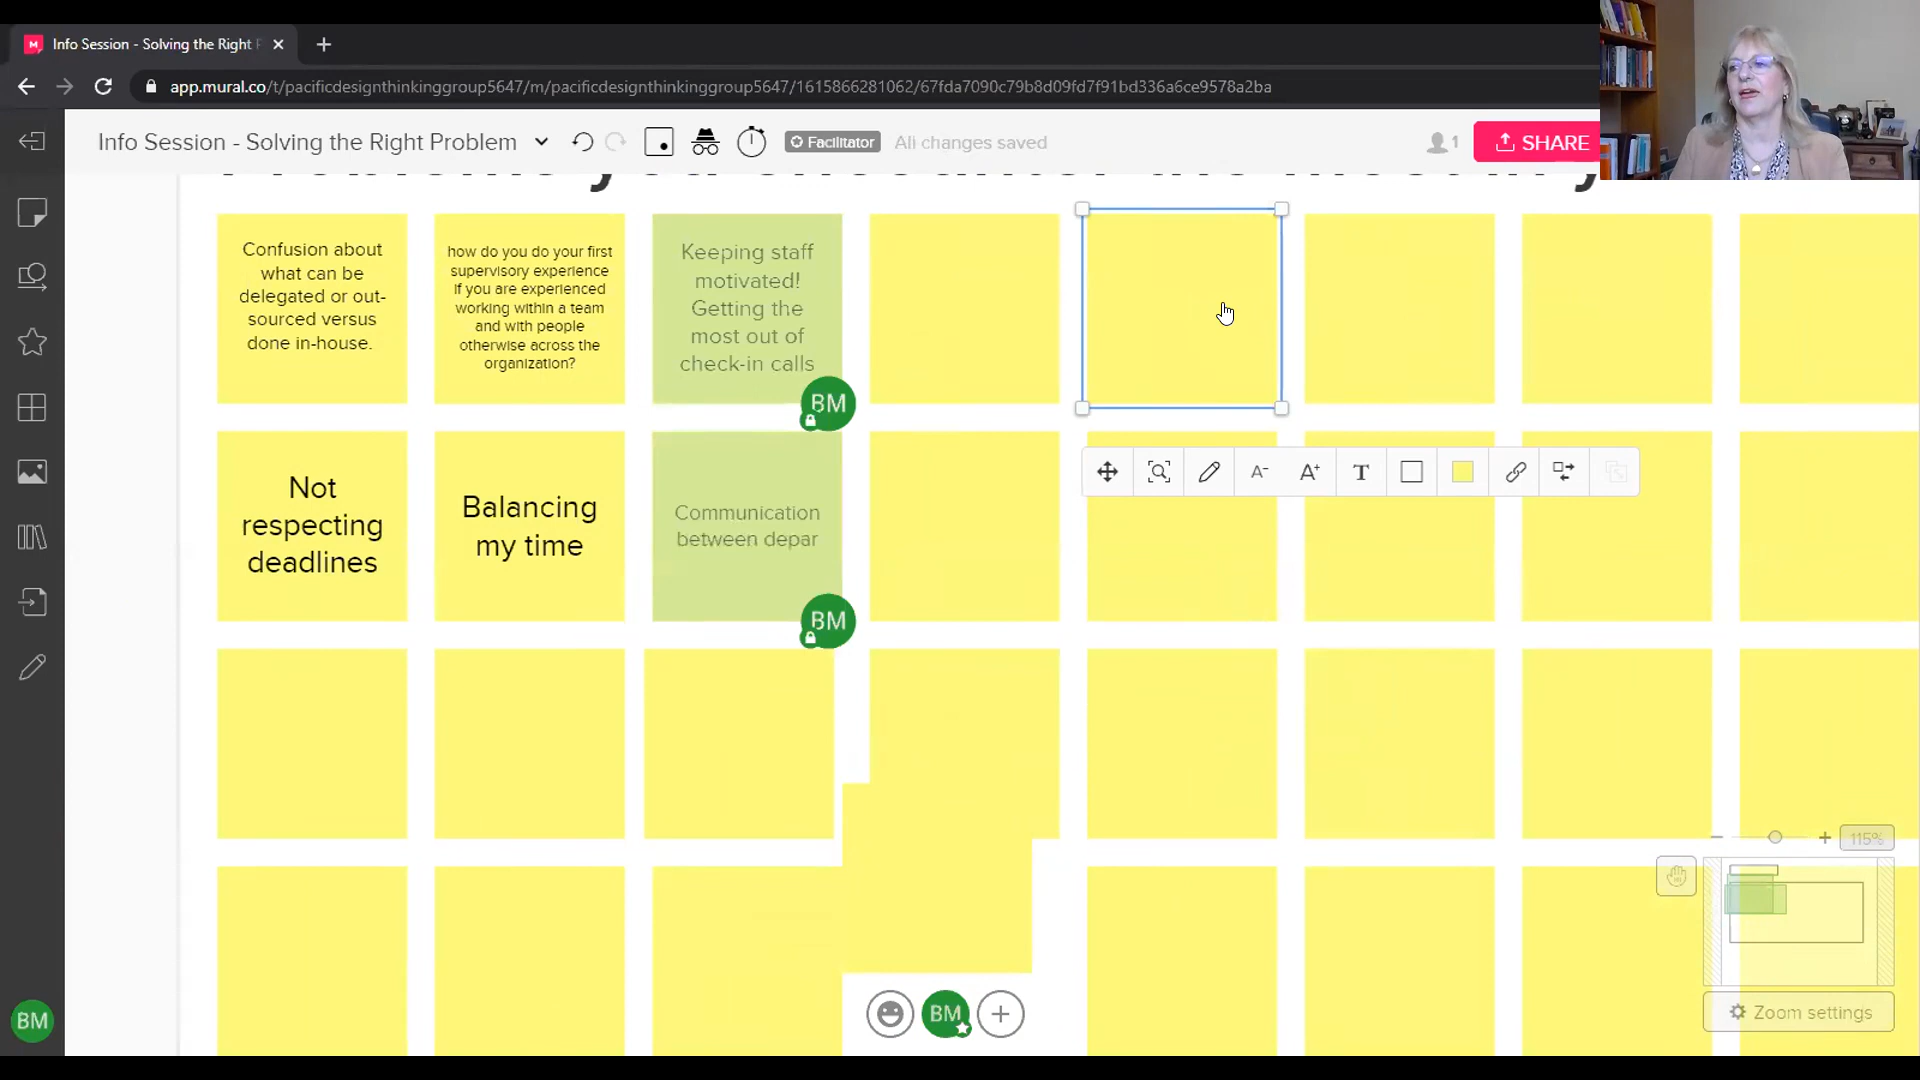 Info Session - Solving the Right
app.mural.co/t/pacificdesignthinkinggroup5647/m/pacificdesignthinkinggroup5647/1615866281062/67fda7090c79b8d09fd7f91bd336a6ce9578a2ba
Info Session - Solving the Right Problem
Facilitator
All changes saved
1
SHARE
Confusion about
what can be
delegated or out-
sourced versus
done in-house.
how do you do your first
supervisory experience
if you are experienced
working within a team
and with people
otherwise across the
organization?
Keeping staff
motivated!
Getting the
most out of
check-in calls
BM
Not
respecting
deadlines
Balancing
my time
Communication
between depar
BM
A-
A+
T
115%
Zoom settings
BM
BM